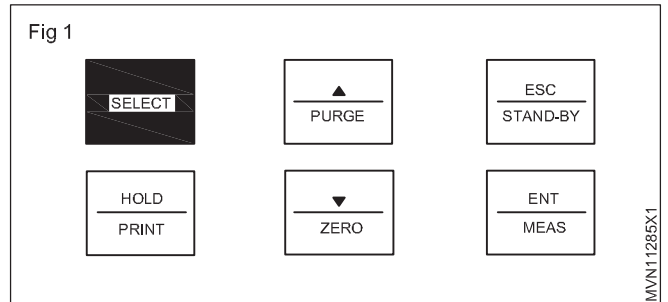 Fig 1
SELECT
▲
PURGE
ESC
STAND-BY
HOLD
PRINT
▼
ZERO
ENT
MEAS
MVN11285X1